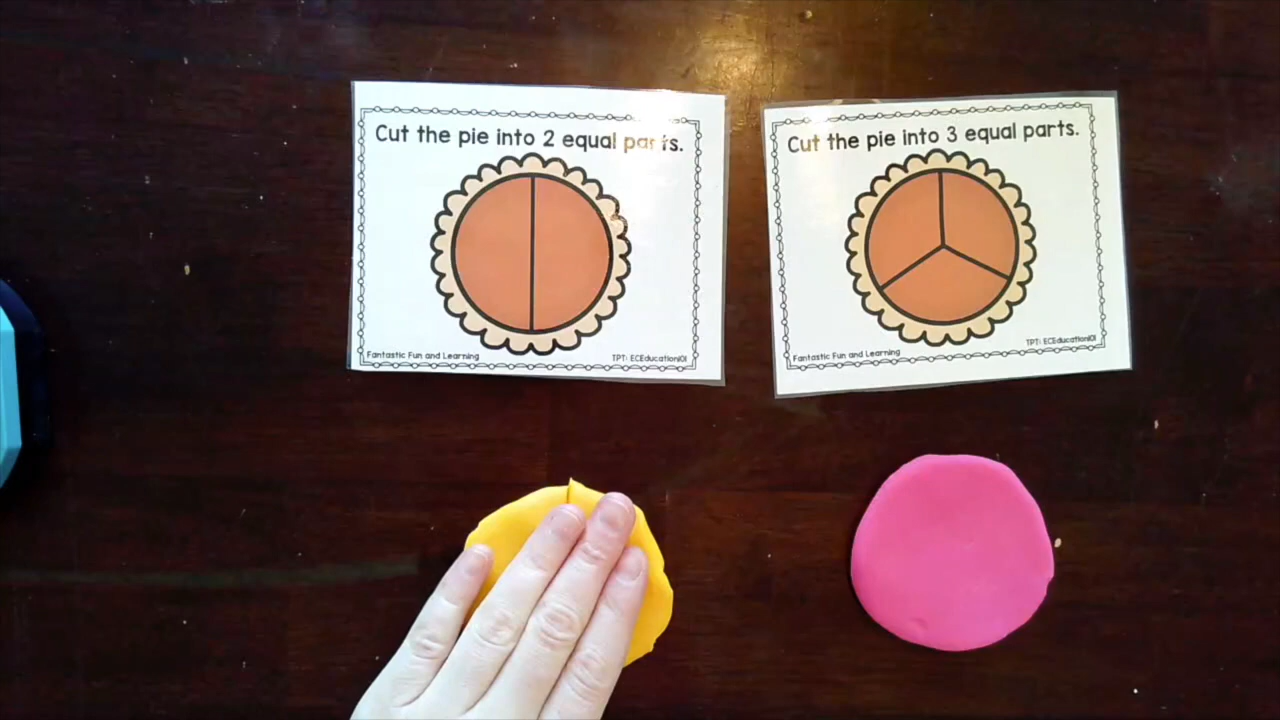 Cut the pie into 2 equal parts.
Fantastic Fun and Learning
TPT: ECEducation101
Cut the pie into 3 equal parts.
Fantastic Fun and Learning
TPT: ECEducation101